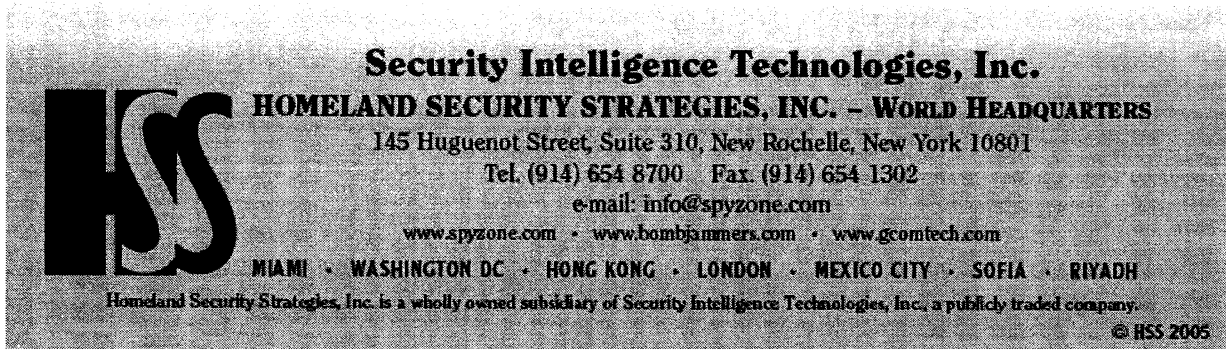 Security Intelligence Technologies, Inc.
HSS
HOMELAND SECURITY STRATEGIES, INC. – WORLD HEADQUARTERS
145 Huguenot Street, Suite 310, New Rochelle, New York 10801
Tel. (914) 654 8700 Fax. (914) 654 1302
e-mail: info@spyzone.com
www.spyzone.com • www.bombjammers.com • www.gcomtech.com
MIAMI • WASHINGTON DC • HONG KONG • LONDON • MEXICO CITY • SOFIA • RIYADH
Homeland Security Strategies, Inc. is a wholly owned subsidiary of Security Intelligence Technologies, Inc., a publicly traded company.
© HSS 2005